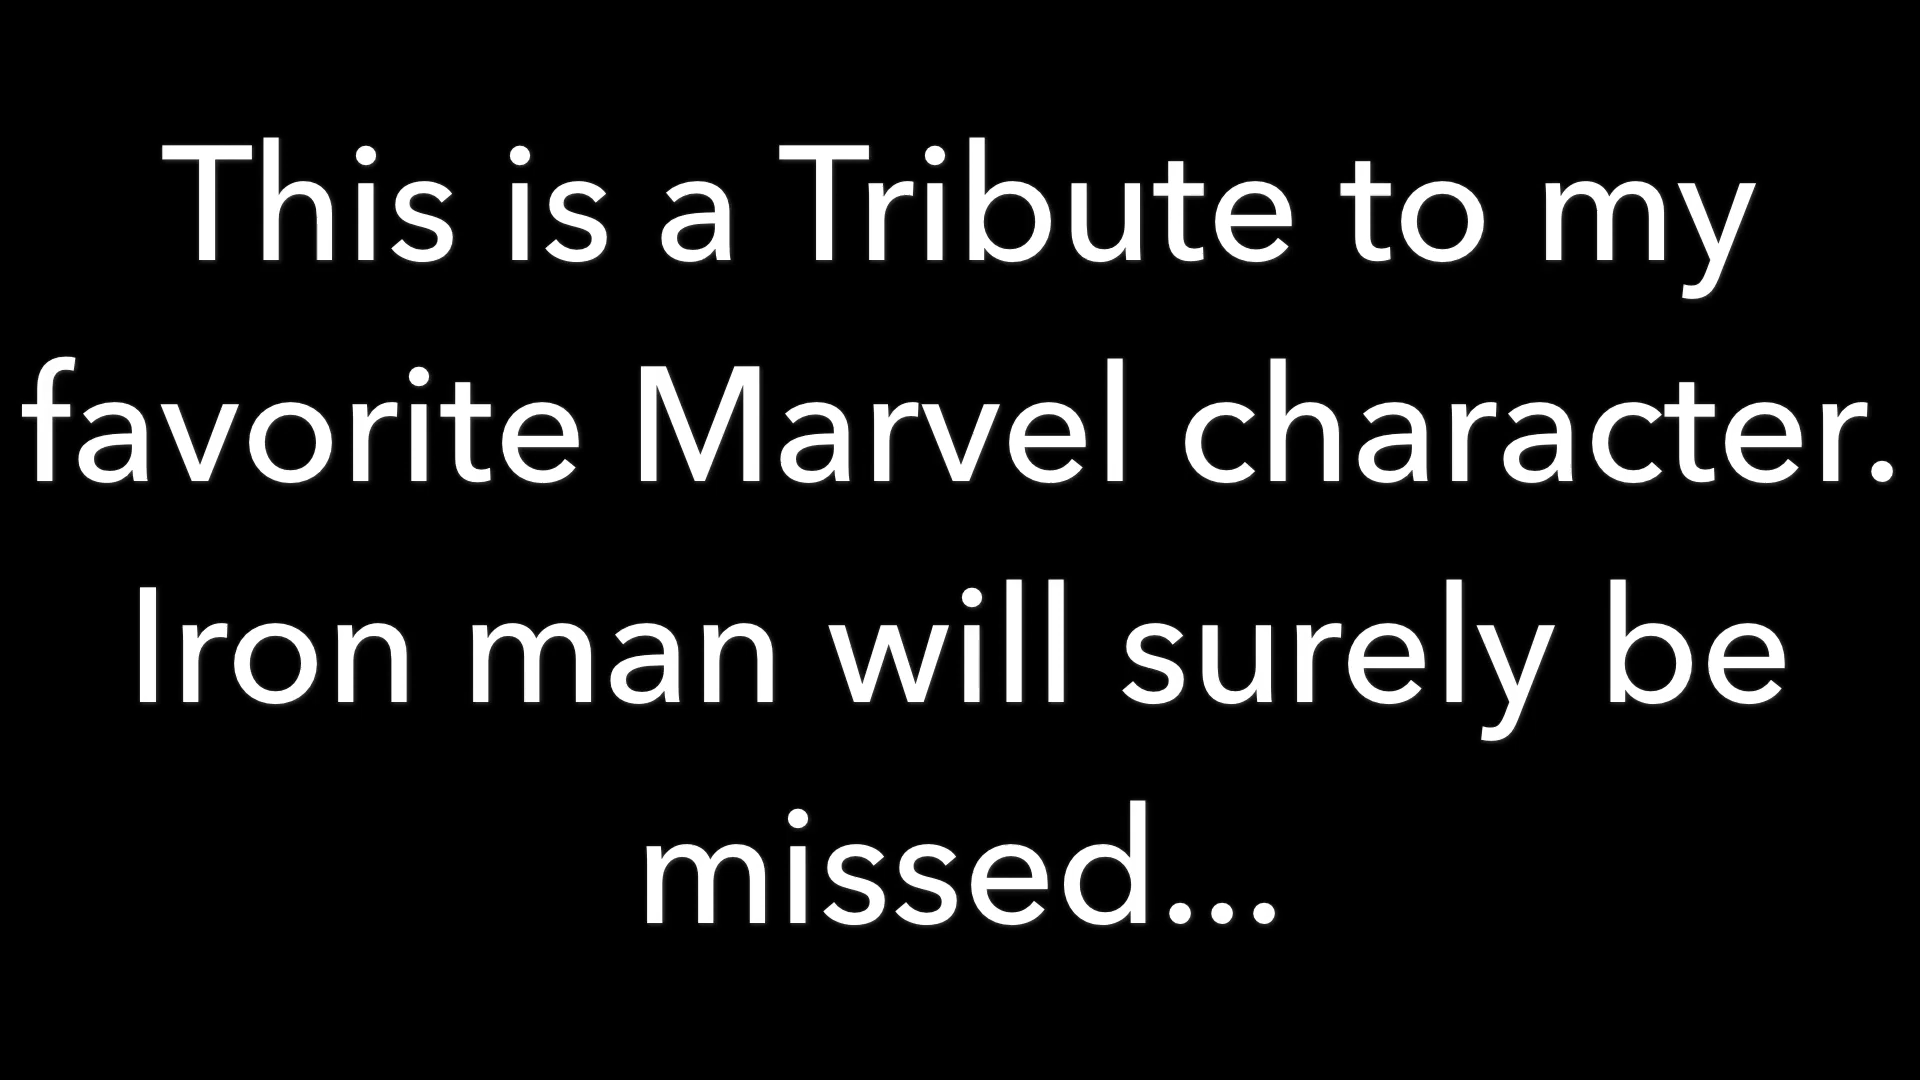 This is a Tribute to my
favorite Marvel character.
Iron man will surely be
missed...